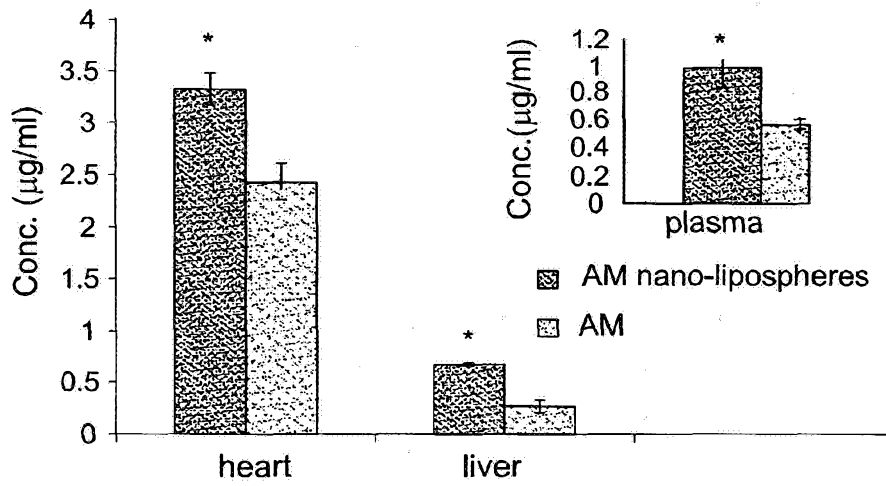 4
3.5
3
2.5
2
1.5
1
0.5
0
Conc. (µg/ml)
*
*
heart
liver
1.2
1
0.8
0.6
0.4
0.2
0
Conc.(µg/ml)
*
plasma
AM nano-lipospheres
AM